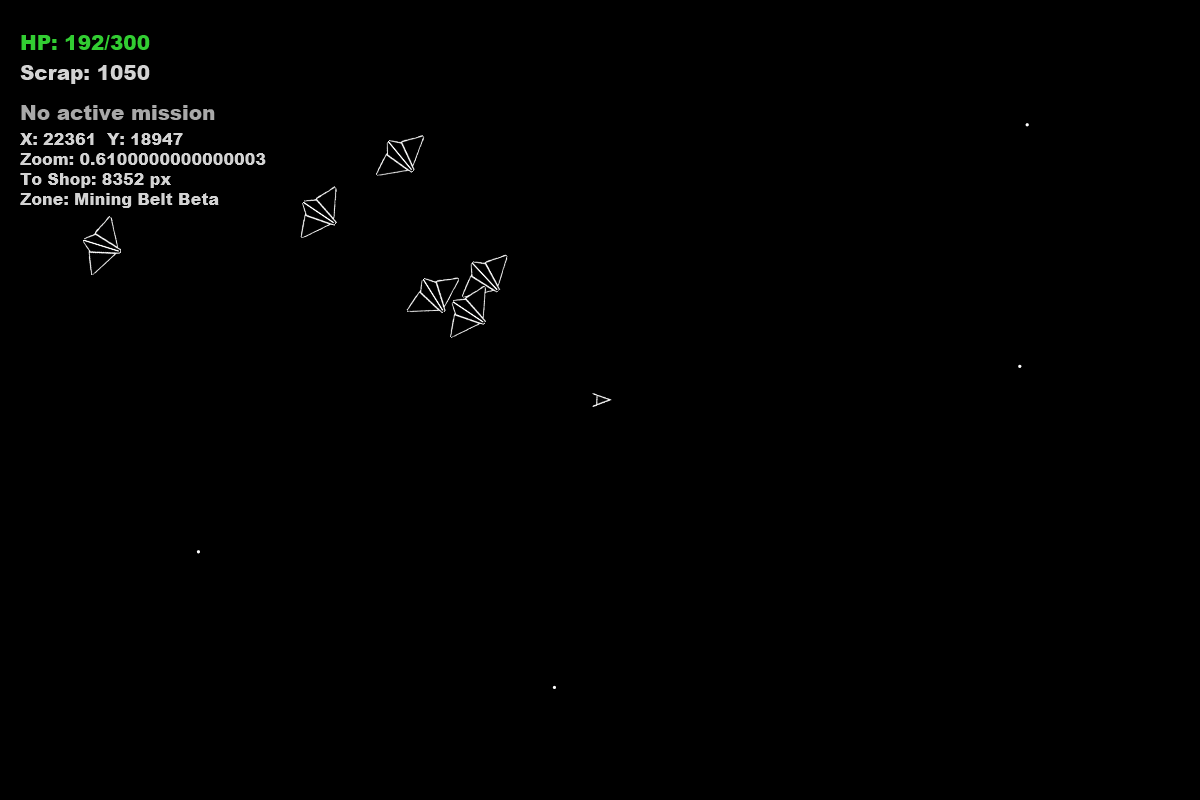 HP: 192/300
Scrap: 1050
No active mission
X: 22361  Y: 18947
Zoom: 0.6100000000000003
To Shop: 8352 px
Zone: Mining Belt Beta